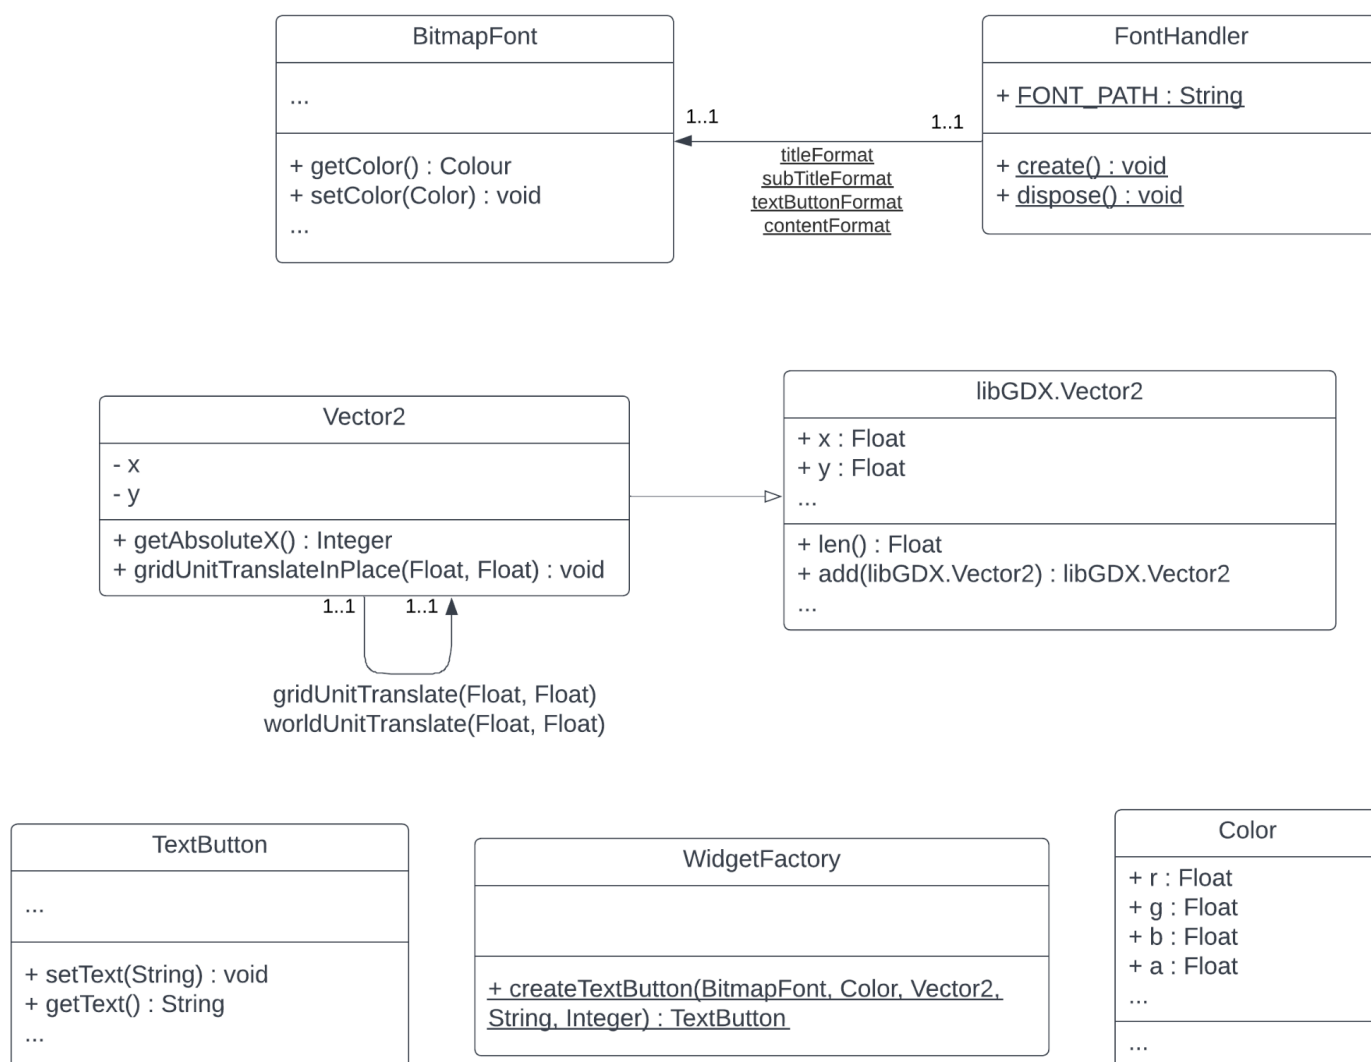 BitmapFont
...
+ getColor() : Colour
+ setColor(Color) : void
...
1..1
1..1
titleFormat
subTitleFormat
textButtonFormat
contentFormat
FontHandler
+ FONT_PATH : String
+ create() : void
+ dispose() : void
Vector2
- x
- y
+ getAbsoluteX() : Integer
+ gridUnitTranslateInPlace(Float, Float) : void
1..1
1..1
gridUnitTranslate(Float, Float)
worldUnitTranslate(Float, Float)
libGDX.Vector2
+ x : Float
+ y : Float
...
+ len() : Float
+ add(libGDX.Vector2) : libGDX.Vector2
...
TextButton
...
+ setText(String) : void
+ getText() : String
...
WidgetFactory
+ createTextButton(BitmapFont, Color, Vector2,
String, Integer) : TextButton
Color
+ r : Float
+ g : Float
+ b : Float
+ a : Float
...
...